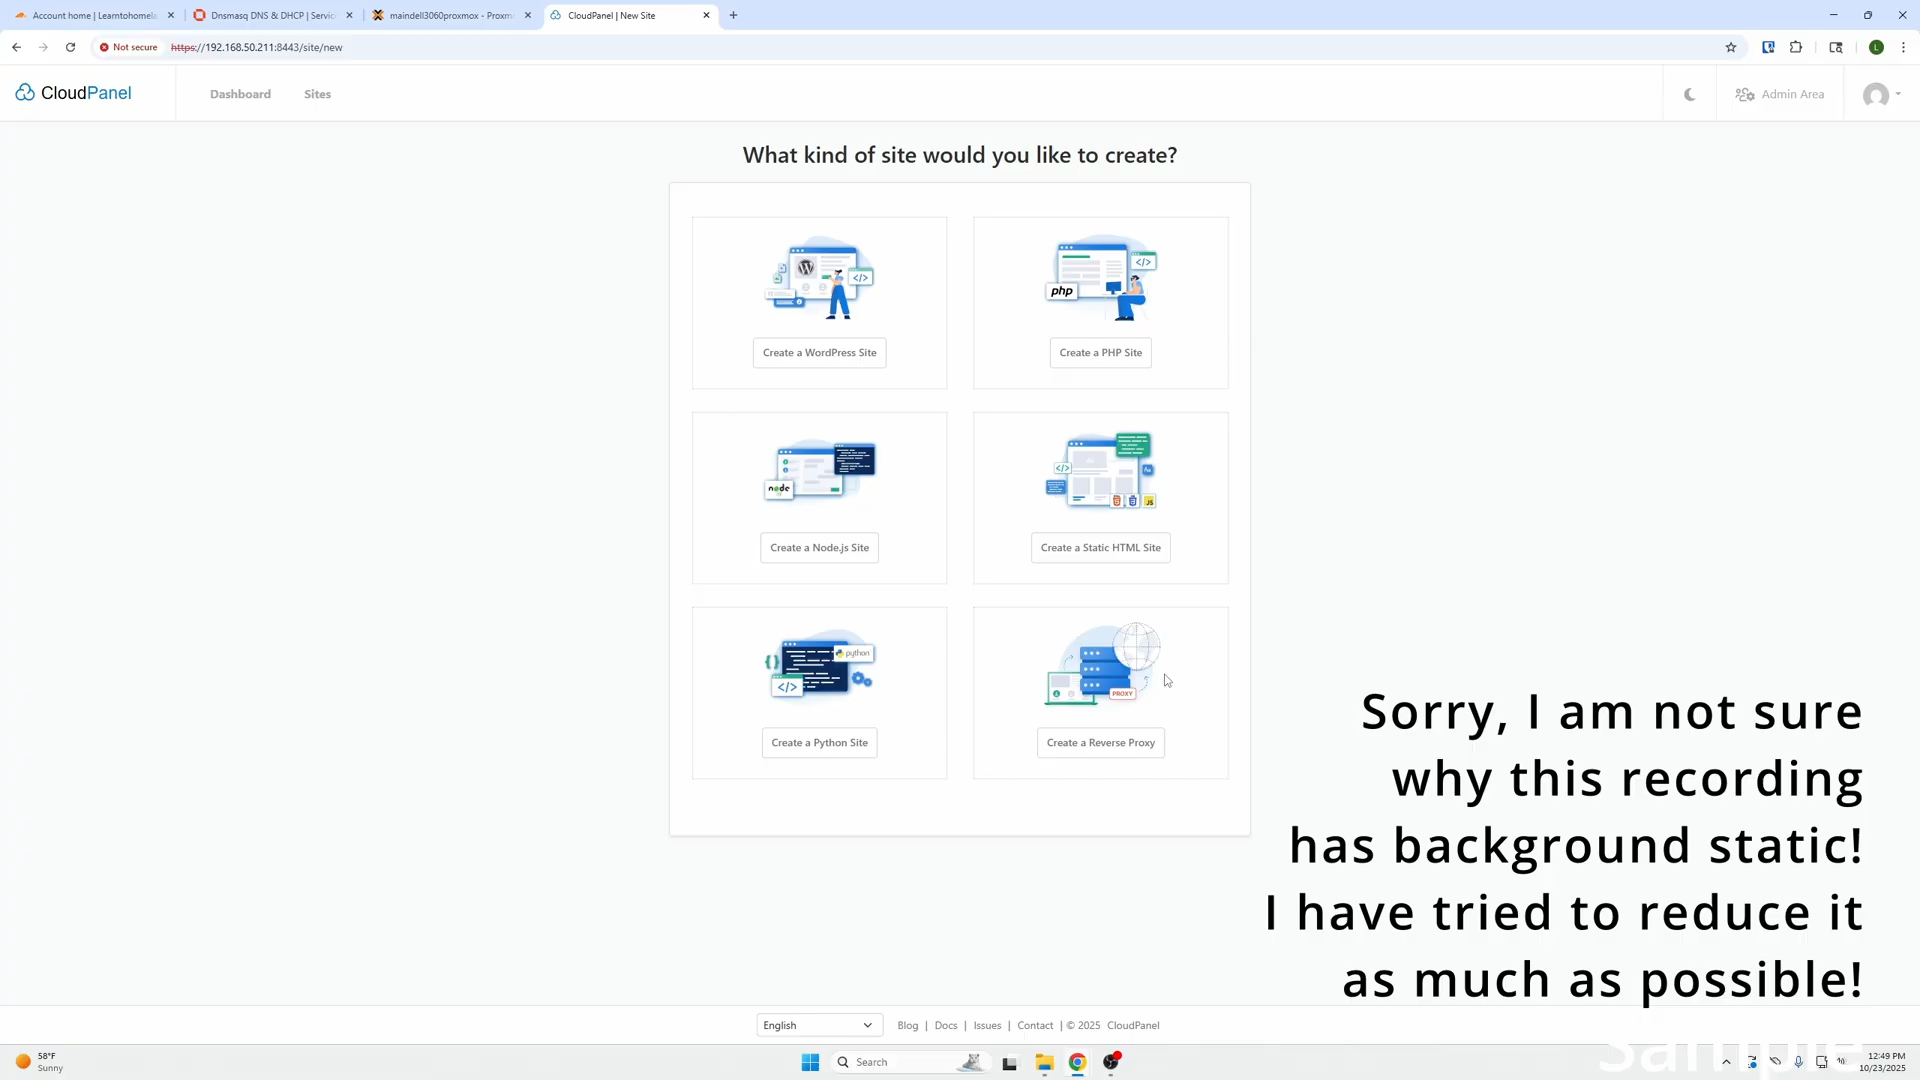 Account home | Learntohomela
Dnsmasq DNS & DHCP | Servic
maindell3060proxmox - Proxm
CloudPanel | New Site
Not secure
https://192.168.50.211:8443/site/new
L
CloudPanel
Dashboard
Sites
Admin Area
What kind of site would you like to create?
Create a WordPress Site
php
Create a PHP Site
node
Create a Node.js Site
JS
Create a Static HTML Site
python
Create a Python Site
PROXY
Create a Reverse Proxy
Sorry, I am not sure
why this recording
has background static!
I have tried to reduce it
as much as possible!
English
Blog | Docs | Issues | Contact | © 2025 CloudPanel
58°F
Sunny
Search
12:49 PM
10/23/2025